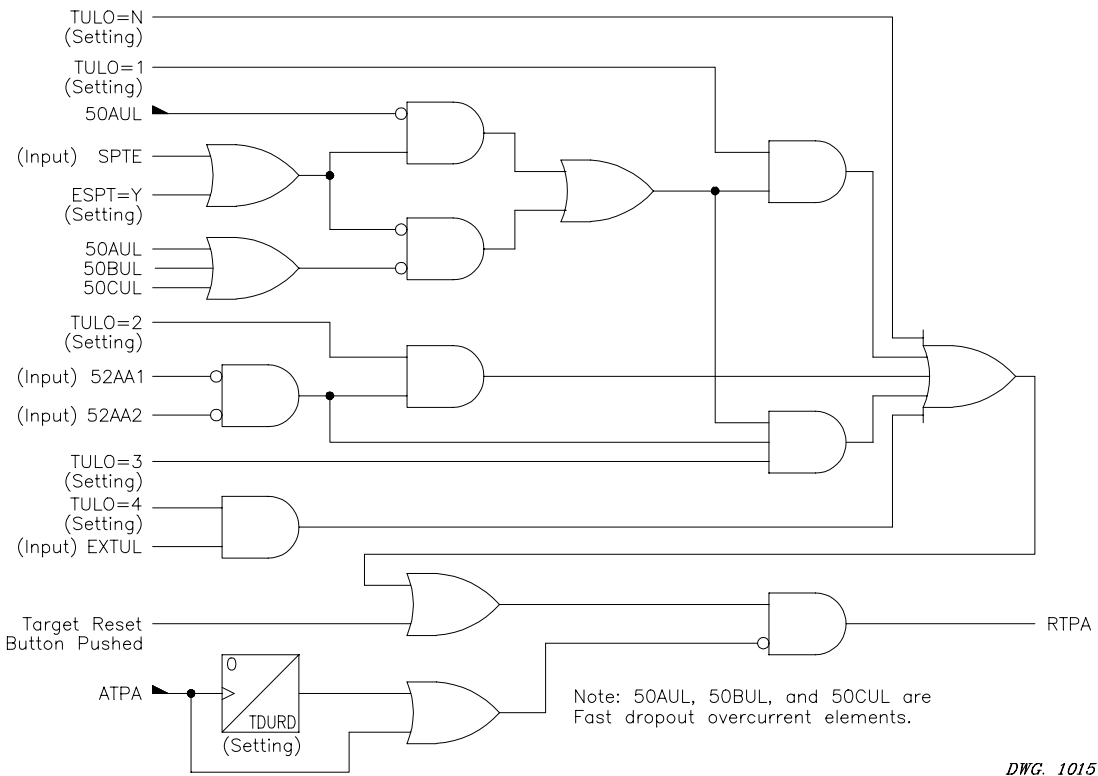 TULO=N
(Setting)
TULO=1
(Setting)
50AUL
(Input) SPTE
ESPT=Y
(Setting)
50AUL
50BUL
50CUL
TULO=2
(Setting)
(Input) 52AA1
(Input) 52AA2
TULO=3
(Setting)
TULO=4
(Setting)
(Input) EXTUL
Target Reset
Button Pushed
RTPA
ATPA
0
TDURD
(Setting)
Note: 50AUL, 50BUL, and 50CUL are
Fast dropout overcurrent elements.
DWG. 1015